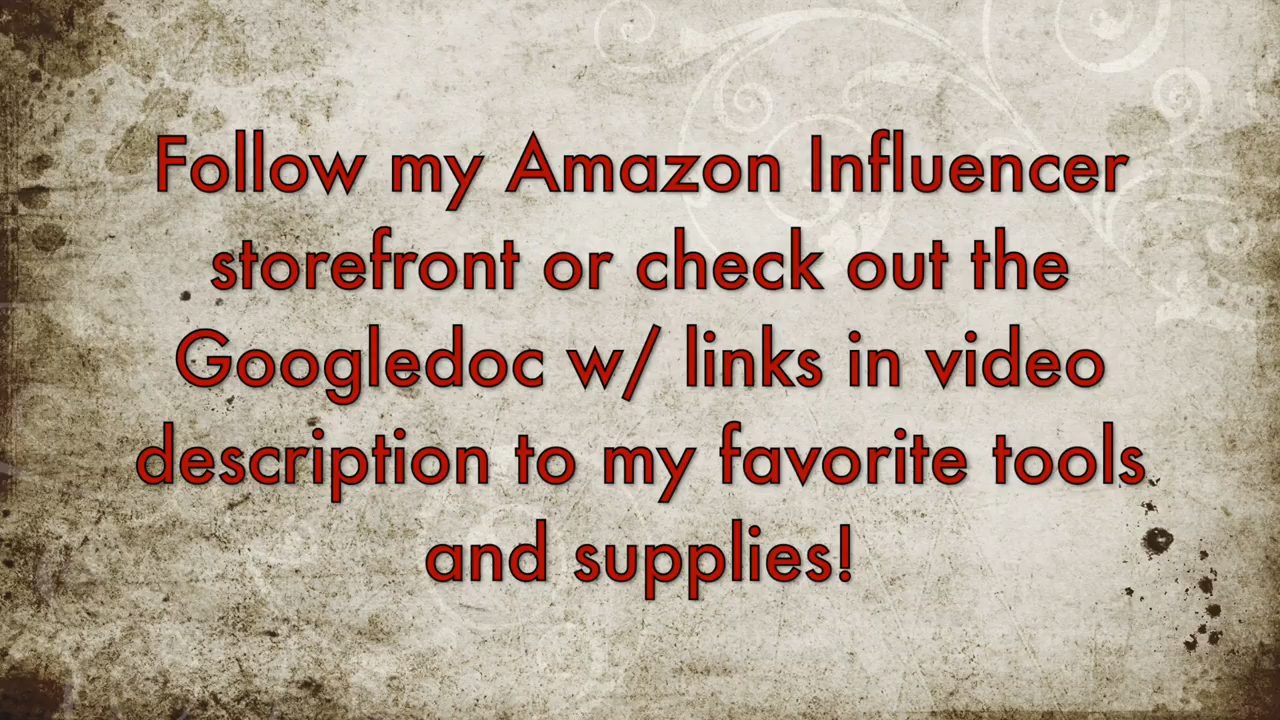 Follow my Amazon Influencer
storefront or check out the
Googledoc w/ links in video
description to my favorite tools
and supplies!